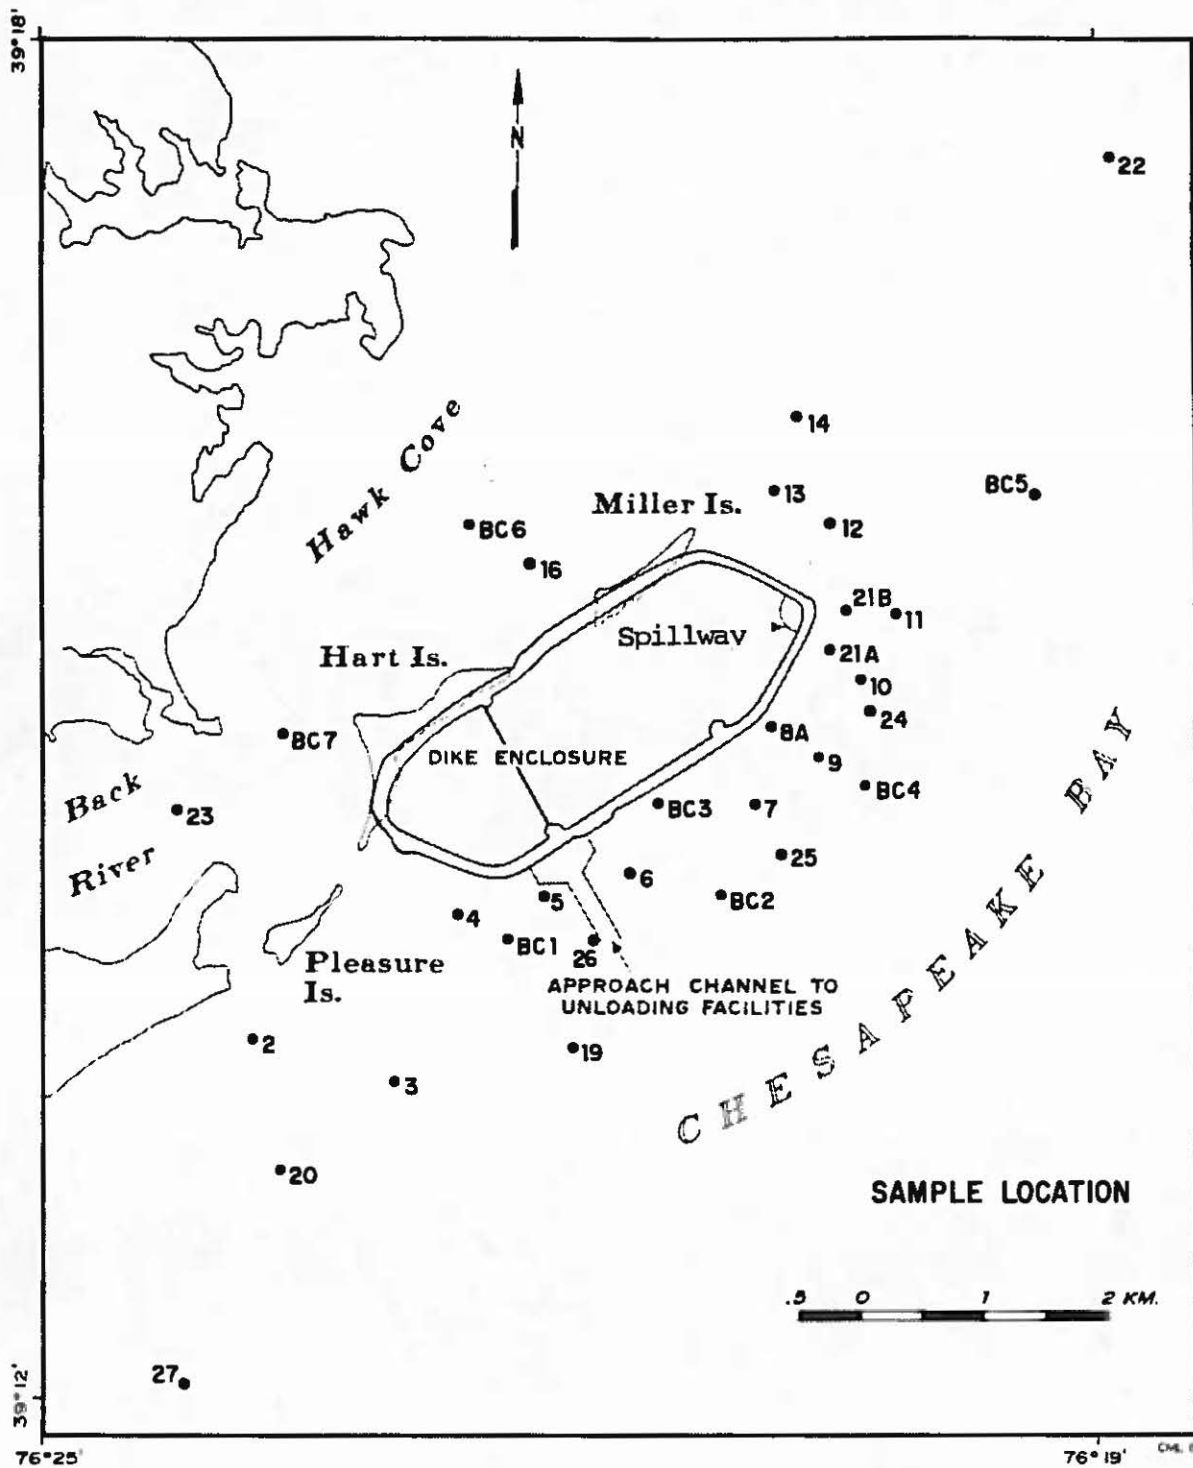 39°18'
N
22
14
Hawk Cove
BC5
13
Miller Is.
12
BC6
16
21B
11
Spillwav
21A
Hart Is.
10
24
BC7
8A
DIKE ENCLOSURE
9
BC4
Back
River
23
BC3
7
25
6
BC2
5
4
BC1
26
Pleasure
Is.
APPROACH CHANNEL TO
UNLOADING FACILITIES
CHESAPEAKE BAY
2
19
3
20
SAMPLE LOCATION
.5 0 1 2 KM.
27
39°12'
76°25'
76°19'